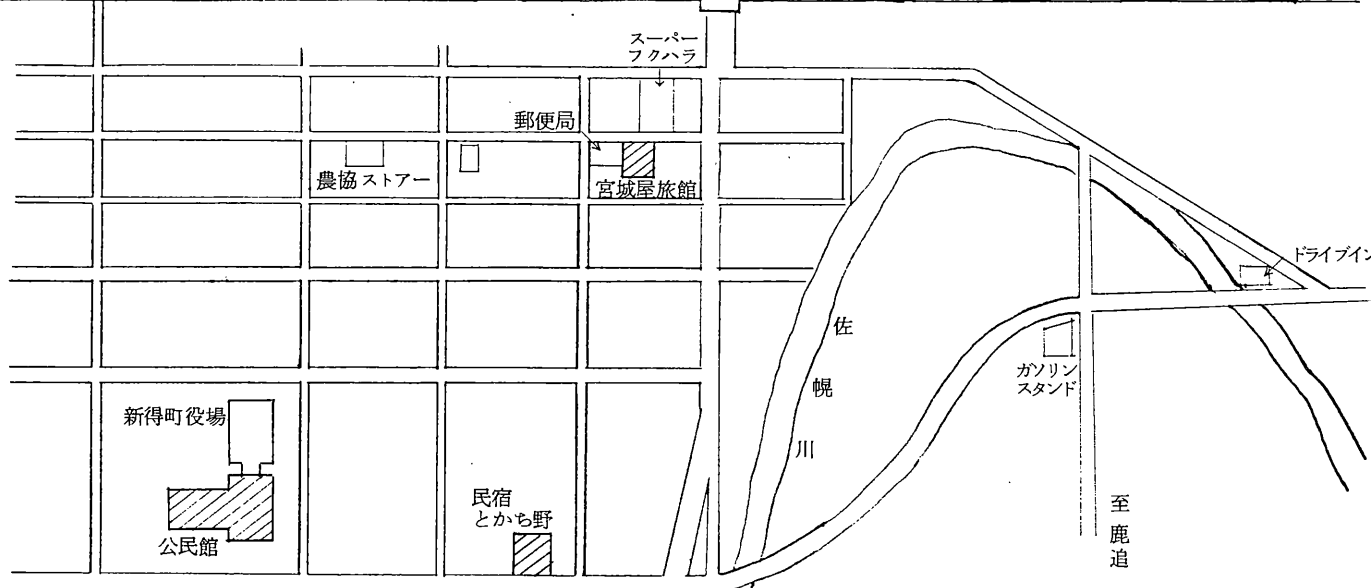 スーパー
フクハラ
郵便局
農協ストアー
宮城屋旅館
ドライブイン
佐幌川
ガソリン
スタンド
新得町役場
民宿
とかち野
公民館
至鹿追